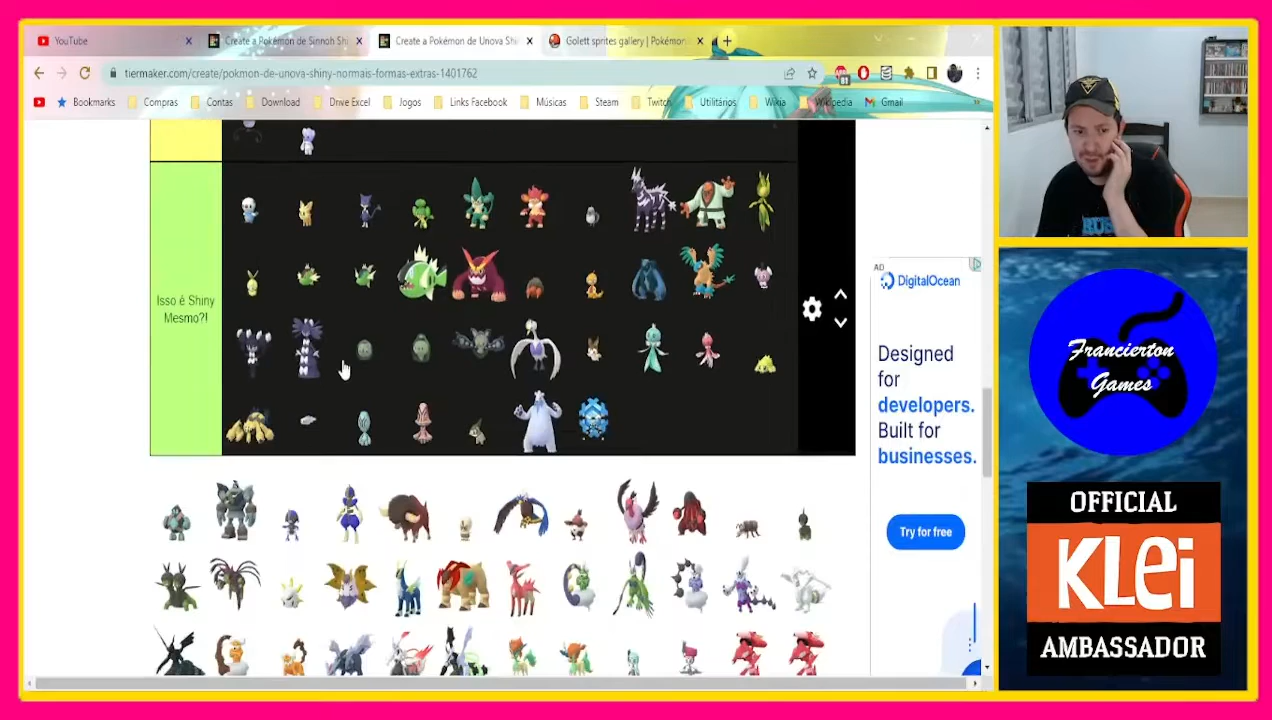 YouTube
Create a Pokémon de Sinnoh Shi
Create a Pokémon de Unova Shi
Golett sprites gallery | Pokémon
tiermaker.com/create/pokmon-de-unova-shiny-normais-formas-extras-1401762
81
Bookmarks
Compras
Contas
Download
Drive Excel
Jogos
Links Facebook
Músicas
Steam
Twitch
Utilitários
Wikia
Wikipedia
Gmail
Isso é Shiny
Mesmo?!
AD
DigitalOcean
Designed
for
developers.
Built for
businesses.
Try for free
Francierton
Games
OFFICIAL
KLEi
AMBASSADOR